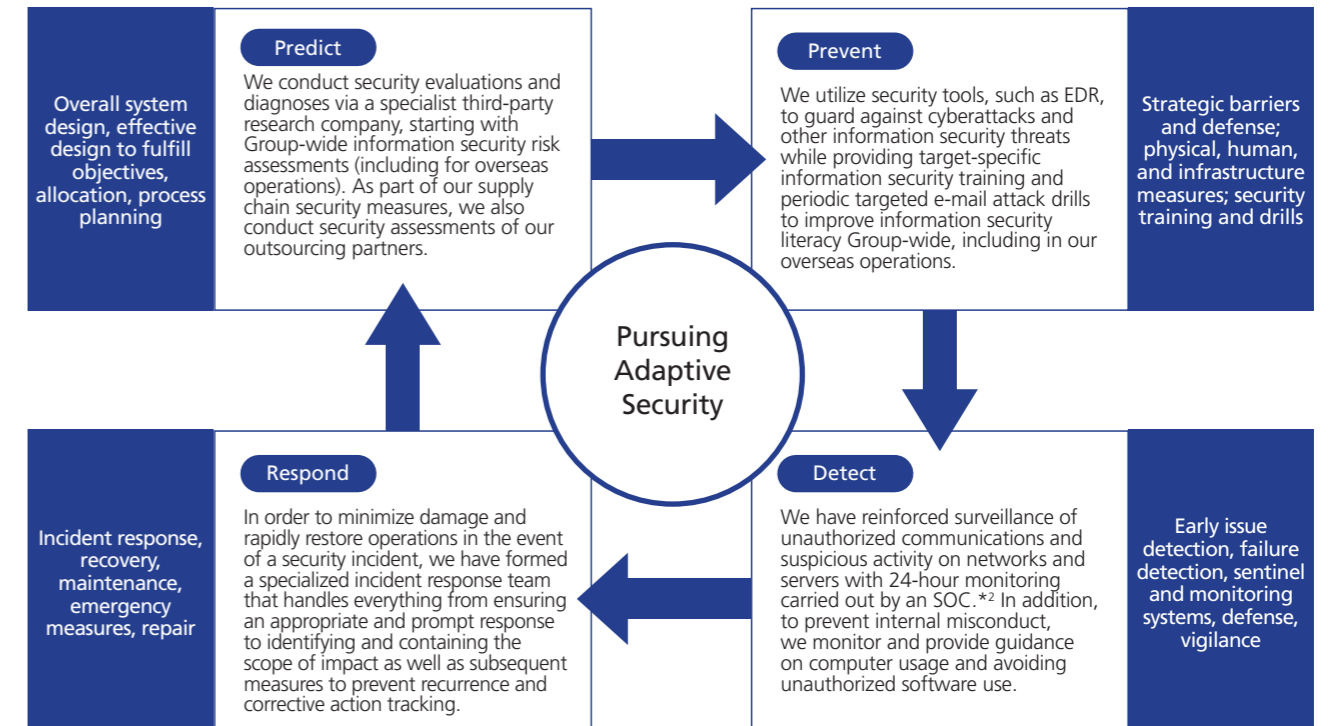 Overall system
design, effective
design to fulfill
objectives,
allocation, process
planning
Predict
We conduct security evaluations and
diagnoses via a specialist third-party
research company, starting with
Group-wide information security risk
assessments (including for overseas
operations). As part of our supply
chain security measures, we also
conduct security assessments of our
outsourcing partners.
Prevent
We utilize security tools, such as EDR,
to guard against cyberattacks and
other information security threats
while providing target-specific
information security training and
periodic targeted e-mail attack drills
to improve information security
literacy Group-wide, including in our
overseas operations.
Strategic barriers
and defense;
physical, human,
and infrastructure
measures; security
training and drills
Pursuing
Adaptive
Security
Incident response,
recovery,
maintenance,
emergency
measures, repair
Respond
In order to minimize damage and
rapidly restore operations in the event
of a security incident, we have formed
a specialized incident response team
that handles everything from ensuring
an appropriate and prompt response
to identifying and containing the
scope of impact as well as subsequent
measures to prevent recurrence and
corrective action tracking.
Detect
We have reinforced surveillance of
unauthorized communications and
suspicious activity on networks and
servers with 24-hour monitoring
carried out by an SOC.*2 In addition,
to prevent internal misconduct,
we monitor and provide guidance
on computer usage and avoiding
unauthorized software use.
Early issue
detection, failure
detection, sentinel
and monitoring
systems, defense,
vigilance